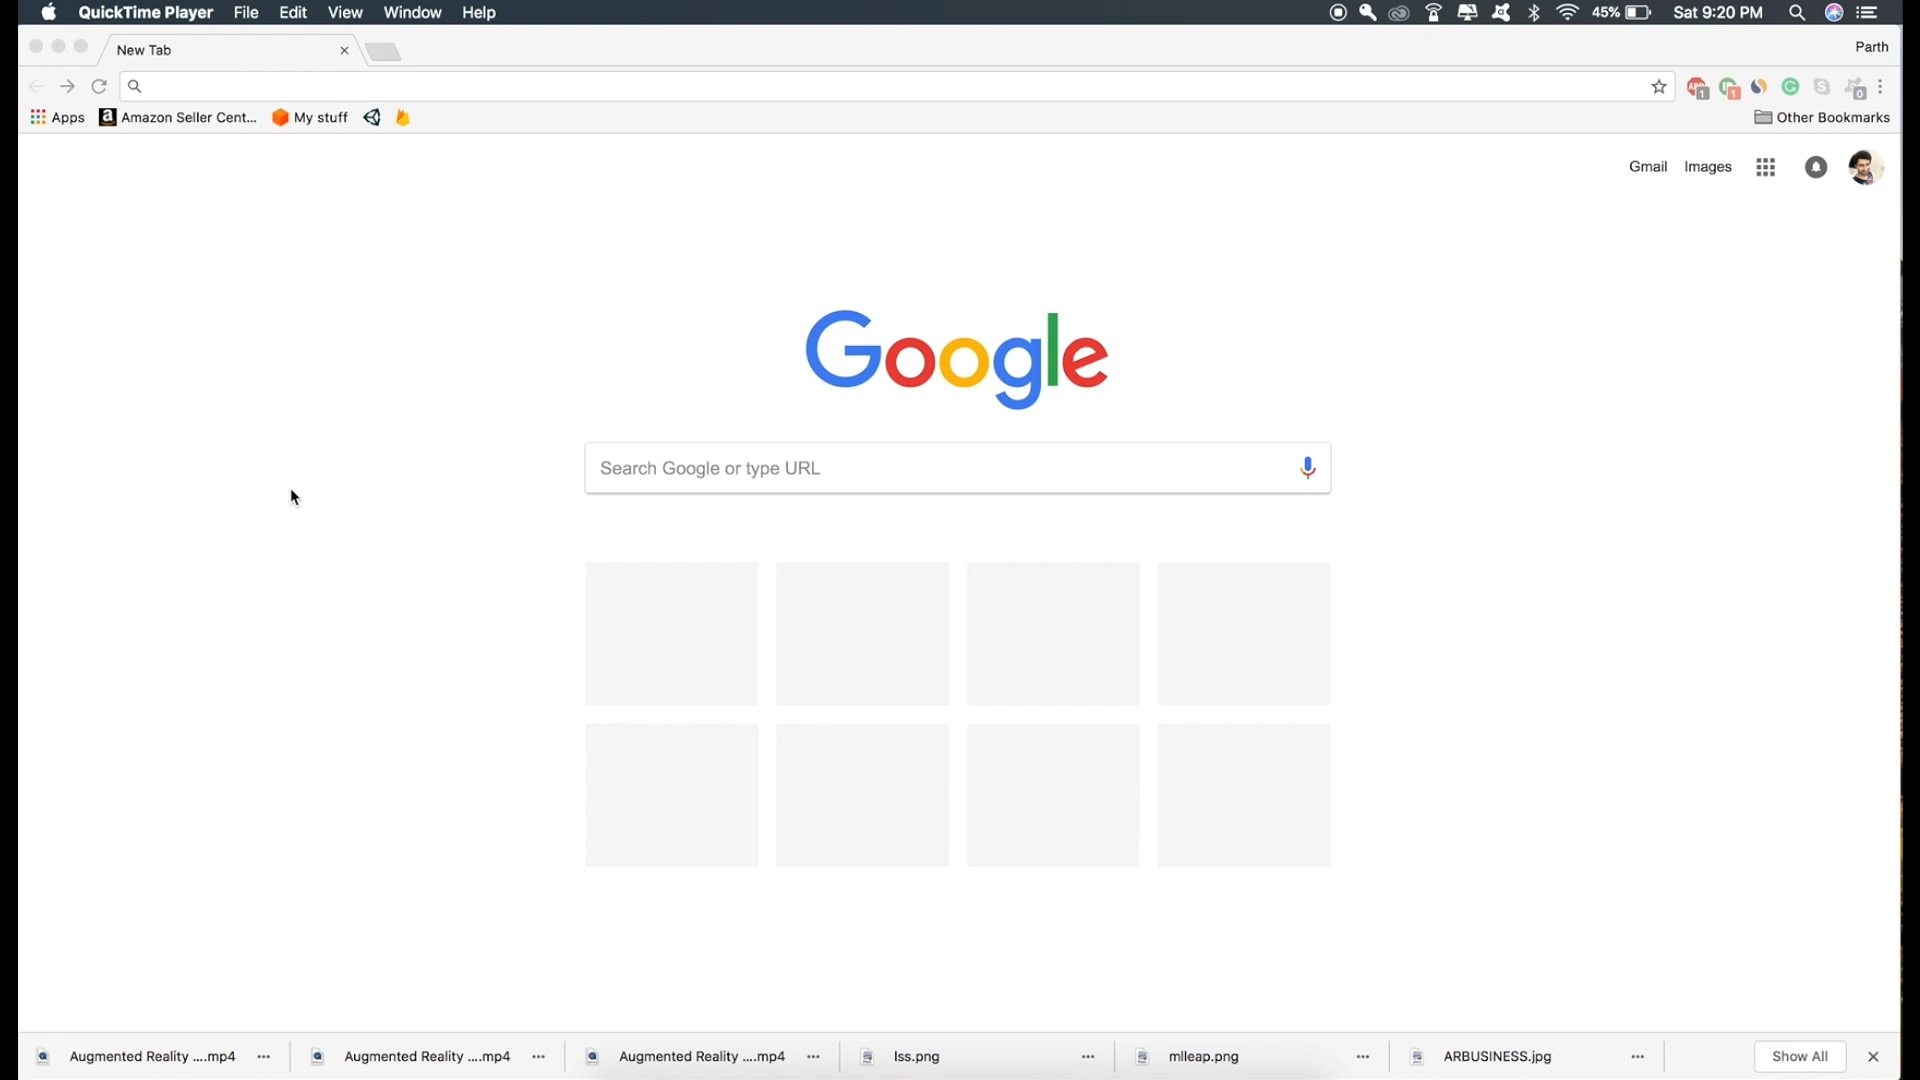 QuickTime Player File Edit View Window Help 45% Sat 9:20 PM
New Tab Parth
Apps Amazon Seller Cent... My stuff Other Bookmarks
Gmail Images
Google
Search Google or type URL
Augmented Reality ....mp4 Augmented Reality ....mp4 Augmented Reality ....mp4 lss.png mlleap.png ARBUSINESS.jpg Show All